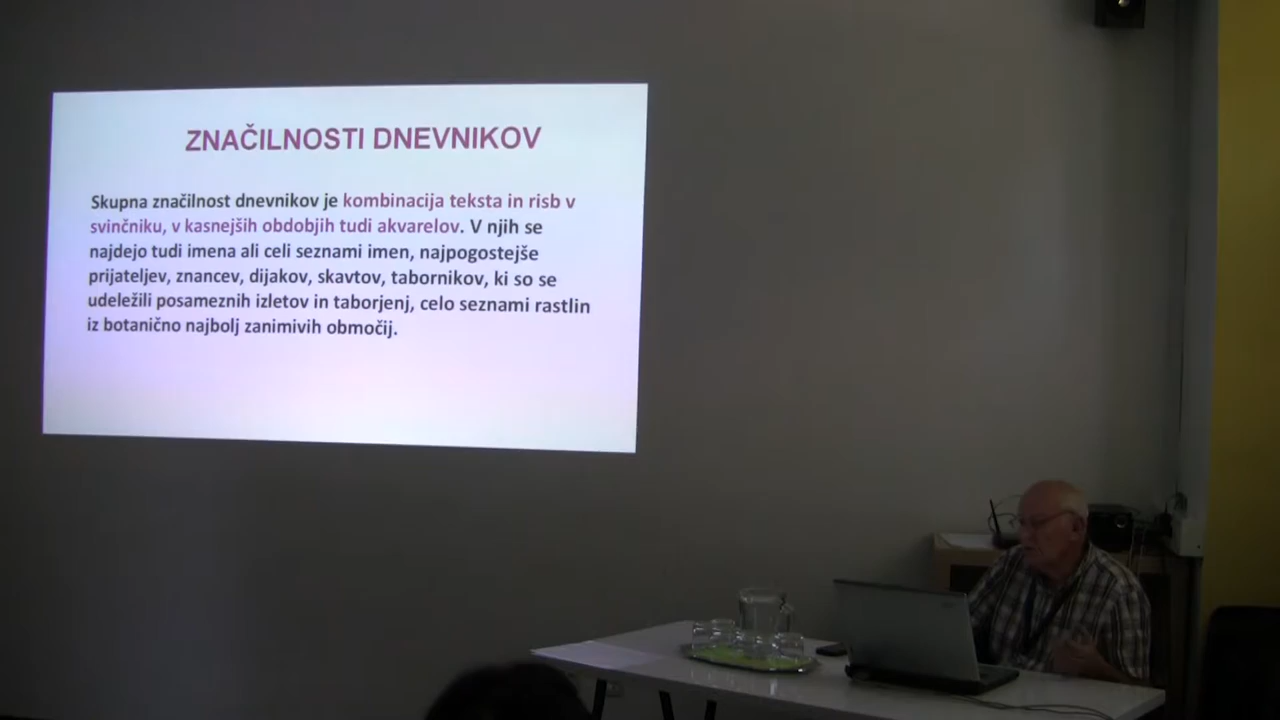 ZNAČILNOSTI DNEVNIKOV
Skupna značilnost dnevnikov je kombinacija teksta in risb v
svinčniku, v kasnejših obdobjih tudi akvarelov. V njih se
najdejo tudi imena ali celi seznami imen, najpogostejše
prijateljev, znancev, dijakov, skavtov, tabornikov, ki so se
udeležili posameznih izletov in taborjenj, celo seznami rastlin
iz botanično najbolj zanimivih območij.